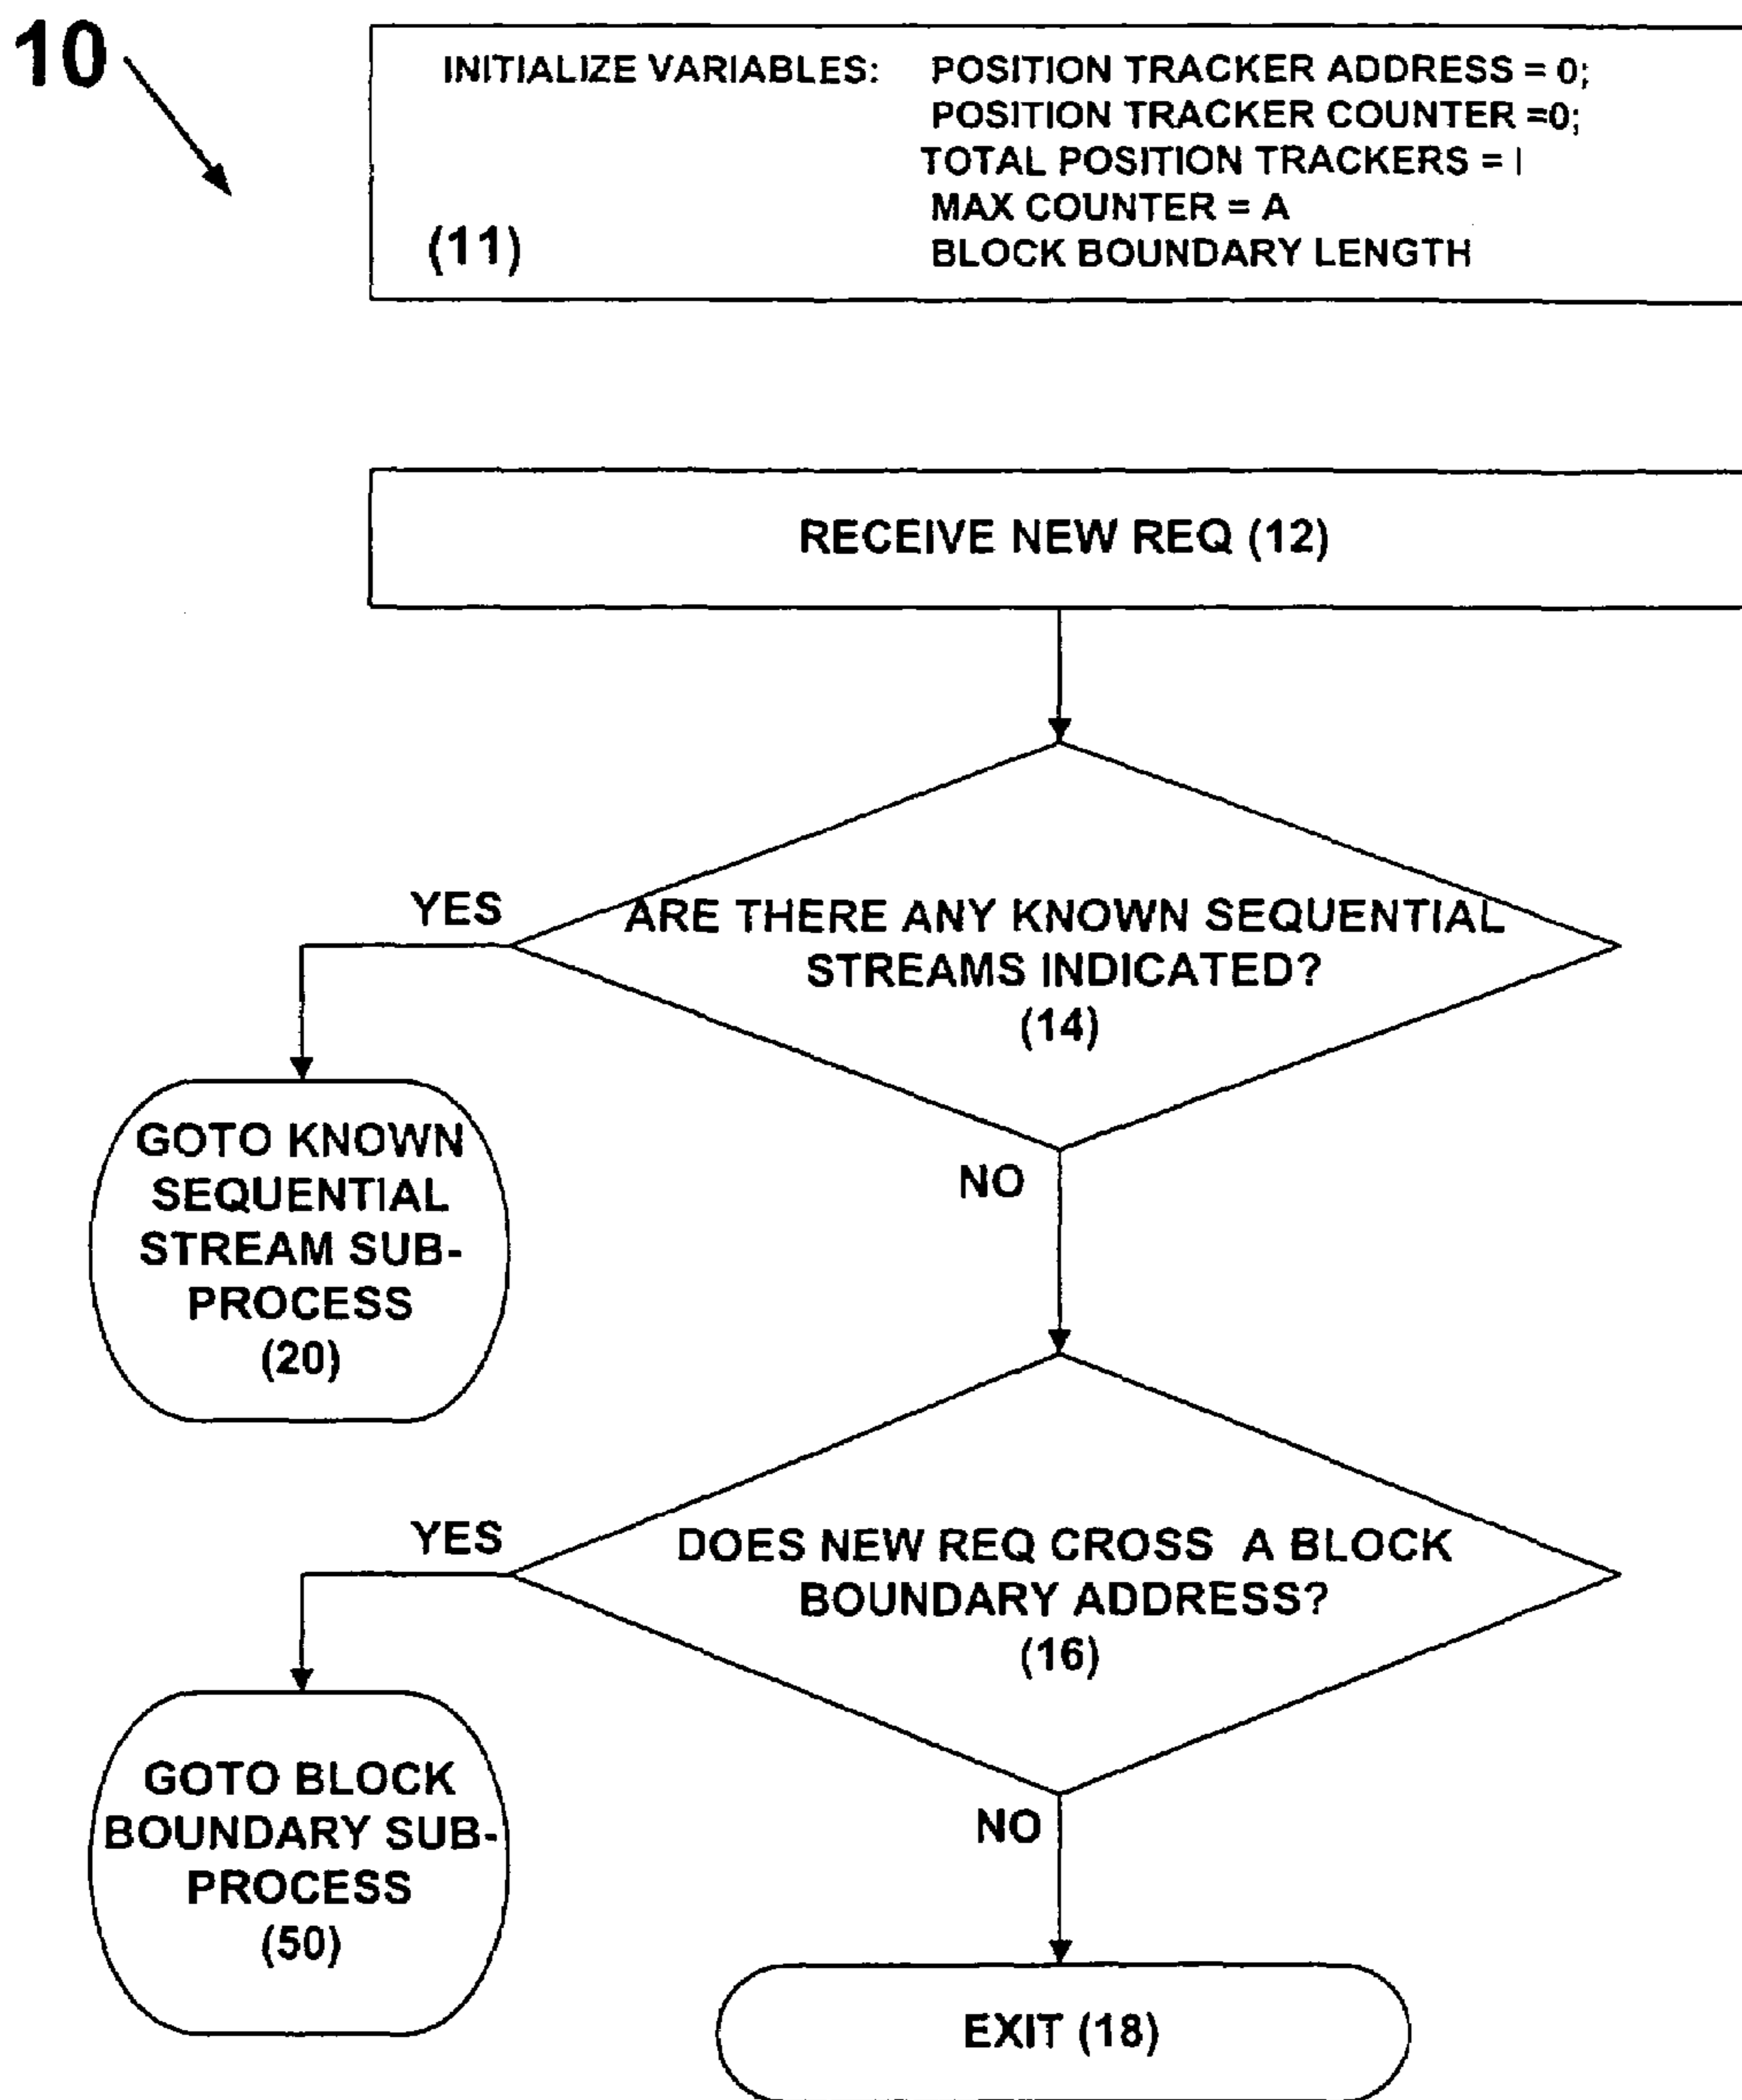 10
INITIALIZE VARIABLES: POSITION TRACKER ADDRESS = 0;
POSITION TRACKER COUNTER =0;
TOTAL POSITION TRACKERS = I
MAX COUNTER = A
(11) BLOCK BOUNDARY LENGTH
RECEIVE NEW REQ (12)
YES
ARE THERE ANY KNOWN SEQUENTIAL
STREAMS INDICATED?
(14)
GOTO KNOWN
SEQUENTIAL
STREAM SUB-
PROCESS
(20)
NO
YES
DOES NEW REQ CROSS A BLOCK
BOUNDARY ADDRESS?
(16)
GOTO BLOCK
BOUNDARY SUB-
PROCESS
(50)
NO
EXIT (18)